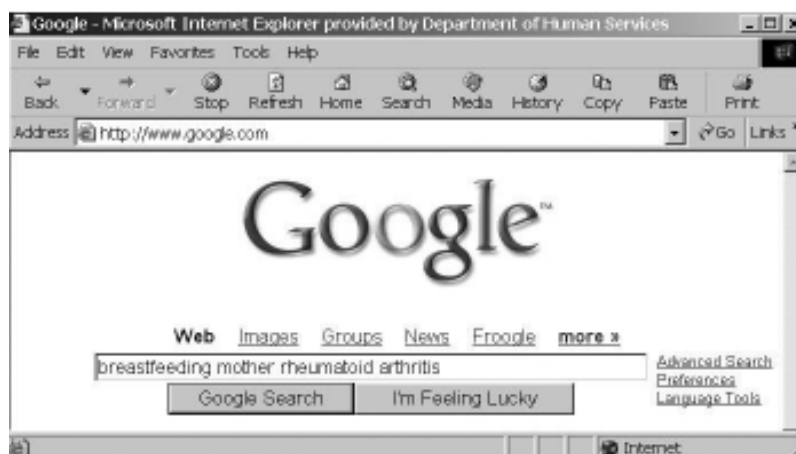 Google - Microsoft Internet Explorer provided by Department of Human Services
File Edit View Favorites Tools Help
Back Forward Stop Refresh Home Search Media History Copy Paste Print
Address http://www.google.com Go Links
Google™
Web Images Groups News Froogle more »
breastfeeding mother rheumatoid arthritis
Advanced Search
Preferences
Language Tools
Google Search I'm Feeling Lucky
Internet